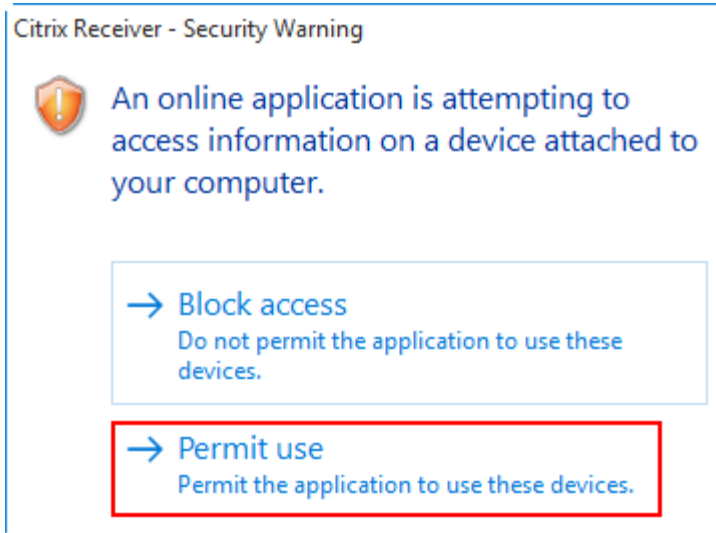 Citrix Receiver - Security Warning
An online application is attempting to
access information on a device attached to
your computer.
Block access
Do not permit the application to use these
devices.
Permit use
Permit the application to use these devices.